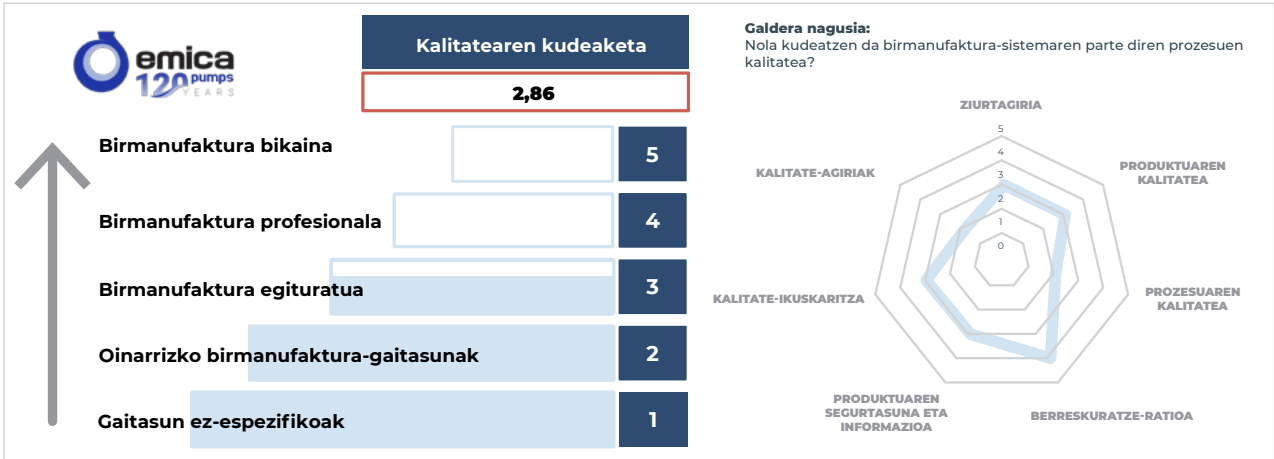 emica
pumps
120
YEARS
Kalitatearen kudeaketa
2,86
Birmanufaktura bikaina
5
Birmanufaktura profesionala
4
Birmanufaktura egituratua
3
Oinarrizko birmanufaktura-gaitasunak
2
Gaitasun ez-espezifikoak
1
Galdera nagusia:
Nola kudeatzen da birmanufaktura-sistemaren parte diren prozesuen
kalitatea?
ZIURTAGIRIA
5
4
3
2
1
0
PRODUKTUAREN
KALITATEA
PROZESUAREN
KALITATEA
BERRESKURATZE-RATIOA
PRODUKTUAREN
SEGURTASUNA ETA
INFORMAZIOA
KALITATE-IKUSKARITZA
KALITATE-AGIRIAK